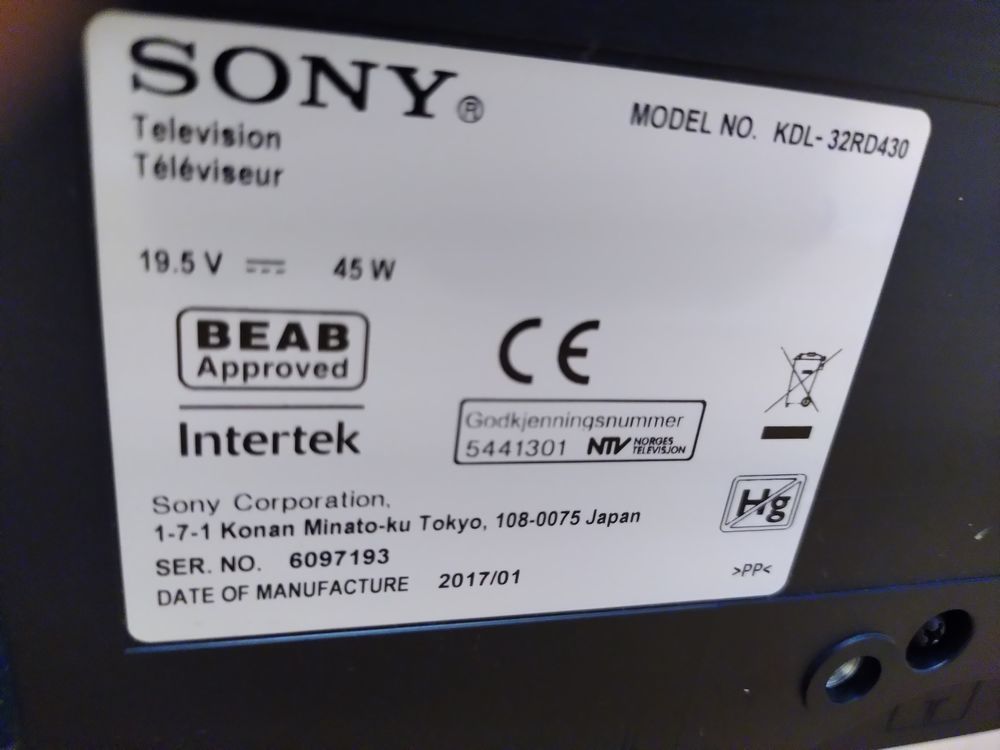 SONY®
Television
Téléviseur
MODEL NO. KDL-32RD430
19.5 V ⎓ 45 W
BEAB
Approved
Intertek
CE
Godkjenningsnummer
5441301 NTV NORGES TELEVISJON
Hg
Sony Corporation,
1-7-1 Konan Minato-ku Tokyo, 108-0075 Japan
SER. NO. 6097193
DATE OF MANUFACTURE 2017/01
>PP<